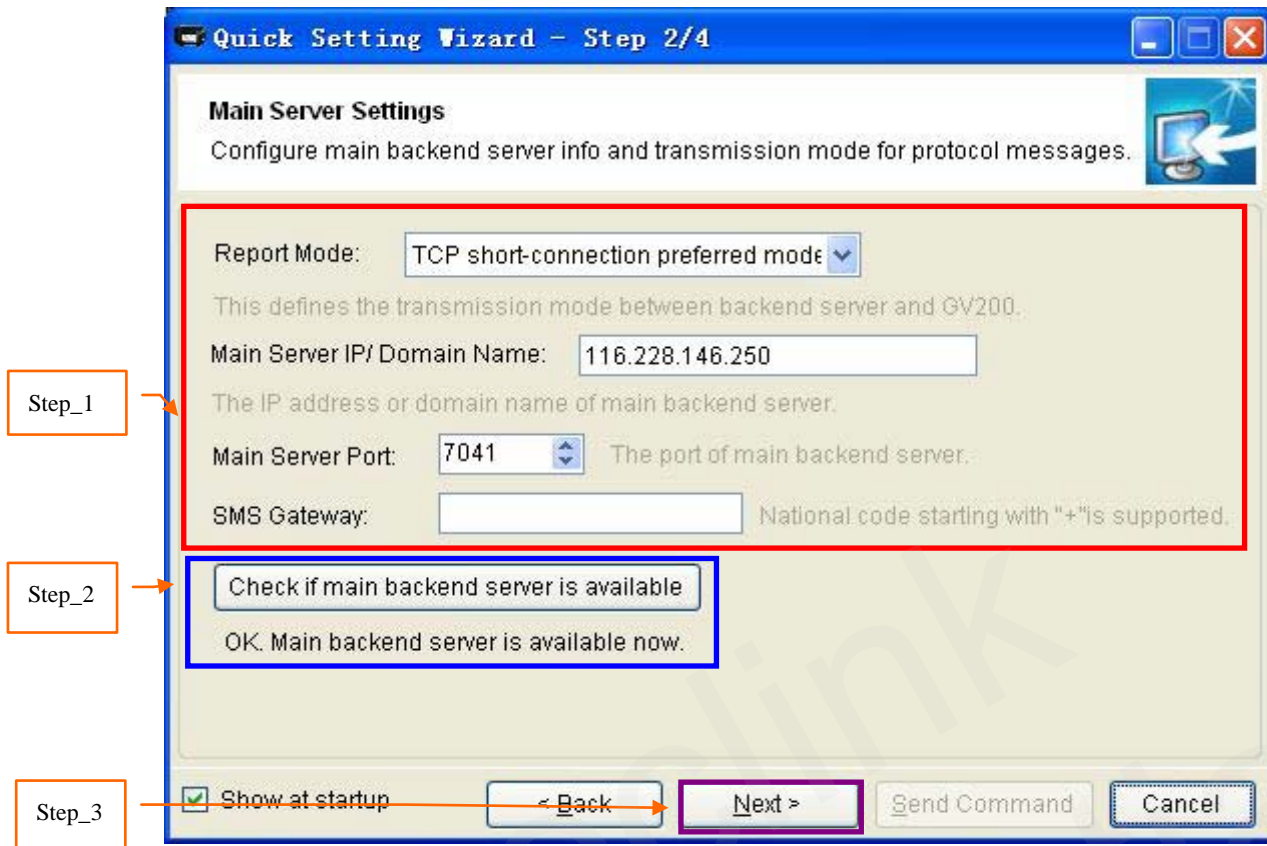 Quick Setting Wizard - Step 2/4
Main Server Settings
Configure main backend server info and transmission mode for protocol messages.
Report Mode: TCP short-connection preferred mode
This defines the transmission mode between backend server and GV200.
Main Server IP/ Domain Name: 116.228.146.250
Step_1
The IP address or domain name of main backend server.
Main Server Port: 7041 The port of main backend server.
SMS Gateway: National code starting with "+"is supported.
Step_2
Check if main backend server is available
OK. Main backend server is available now.
Step_3
Show at startup < Back Next > Send Command Cancel